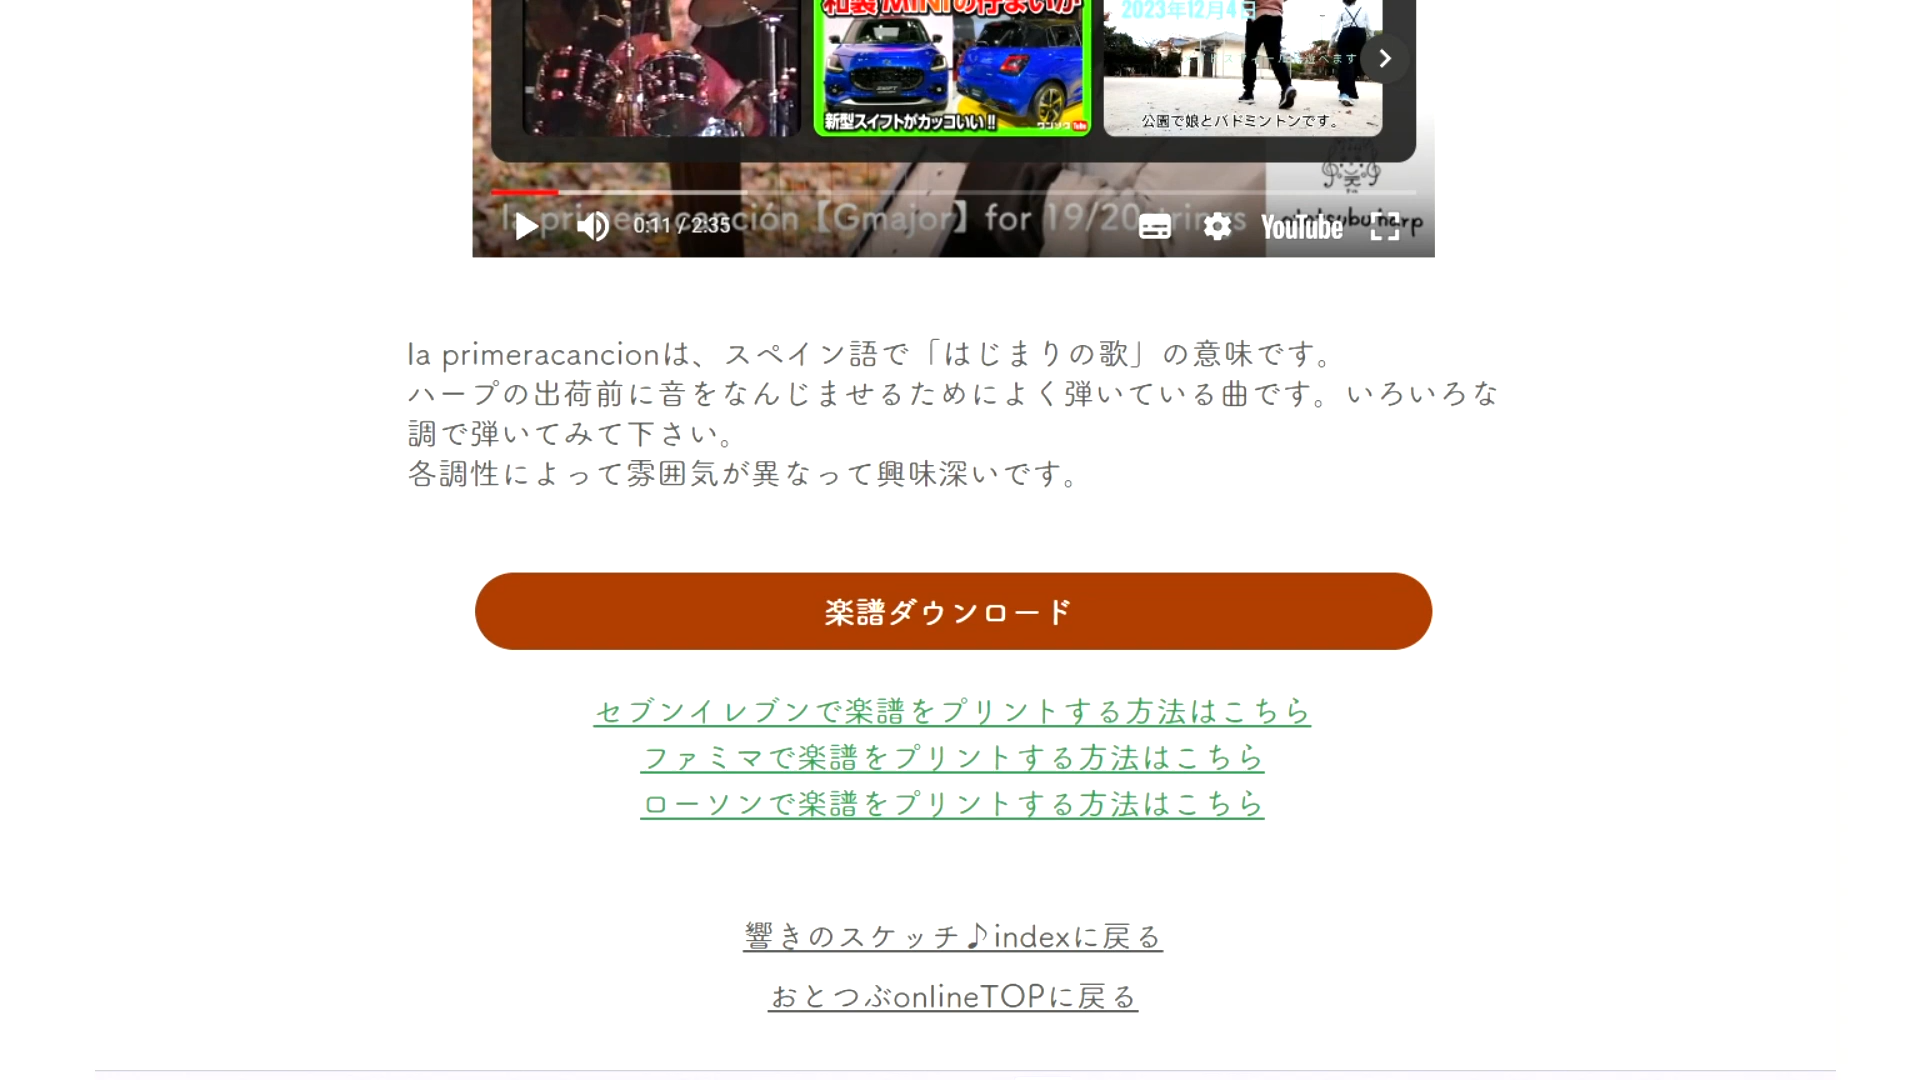 和製MINIの佇まいか
2023年12月4日
新型スイフトがカッコいい!!
ワンソク Tube
公園で娘とバドミントンです。
la primera canción【Gmajor】for 19/20strings
0:11 / 2:35
YouTube
la primeracancionは、スペイン語で「はじまりの歌」の意味です。
ハープの出荷前に音をなんじませるためによく弾いている曲です。いろいろな
調で弾いてみて下さい。
各調性によって雰囲気が異なって興味深いです。
楽譜ダウンロード
セブンイレブンで楽譜をプリントする方法はこちら
ファミマで楽譜をプリントする方法はこちら
ローソンで楽譜をプリントする方法はこちら
響きのスケッチ♪indexに戻る
おとつぶonlineTOPに戻る